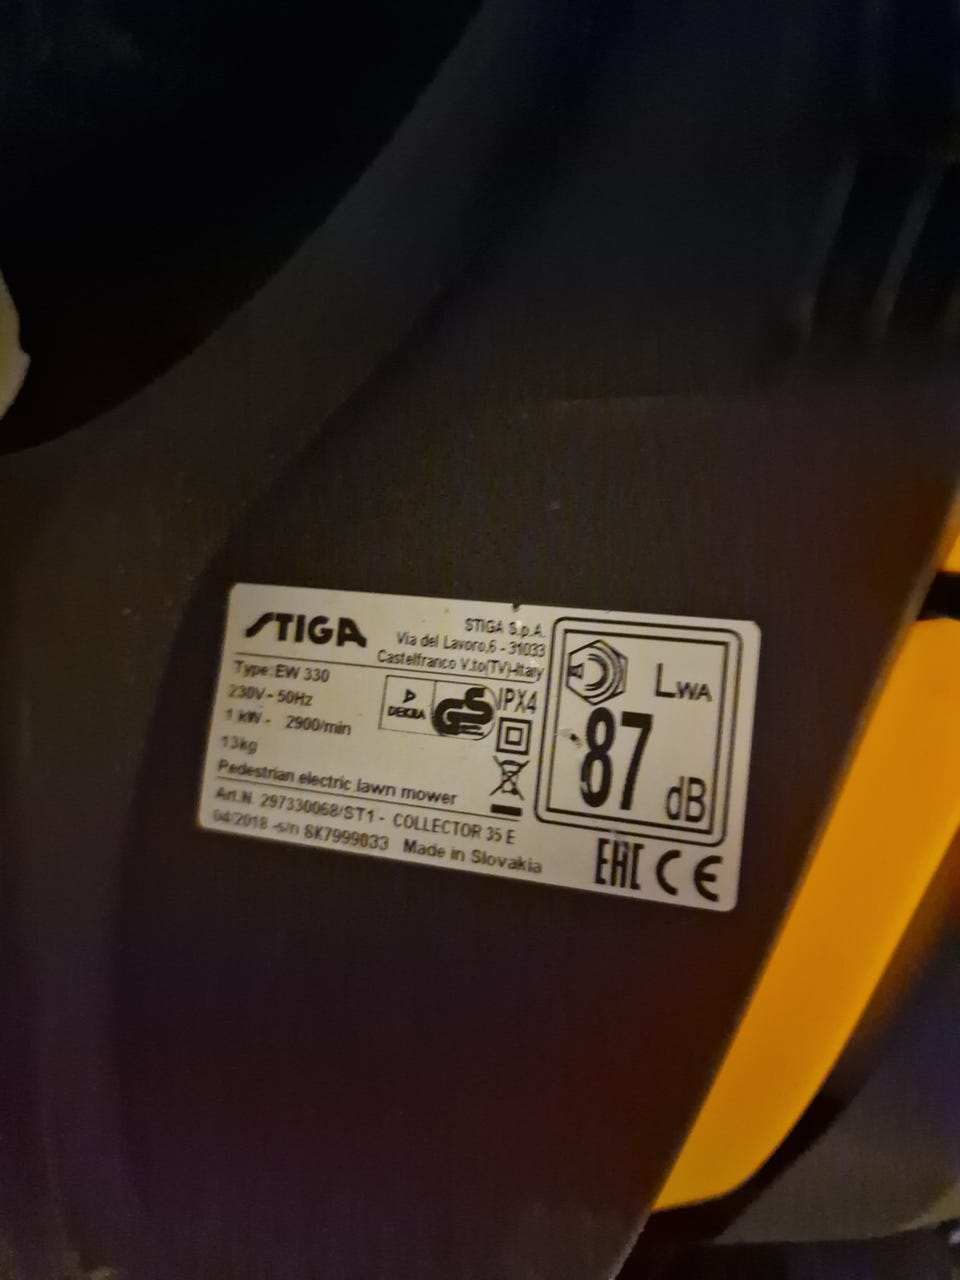 STIGA
STIGA S.p.A.
Via del Lavoro,6 - 31033
Castelfranco V.to(TV)-Italy
Type:EW 330
230V~ 50Hz
1 kW - 2900/min
13kg
Pedestrian electric lawn mower
Art.N. 297330068/ST1 - COLLECTOR 35 E
04/2018 -s/n 8K7999033 Made in Slovakia
DEKRA
GS
IPX4
LWA
87
dB
EAC CE